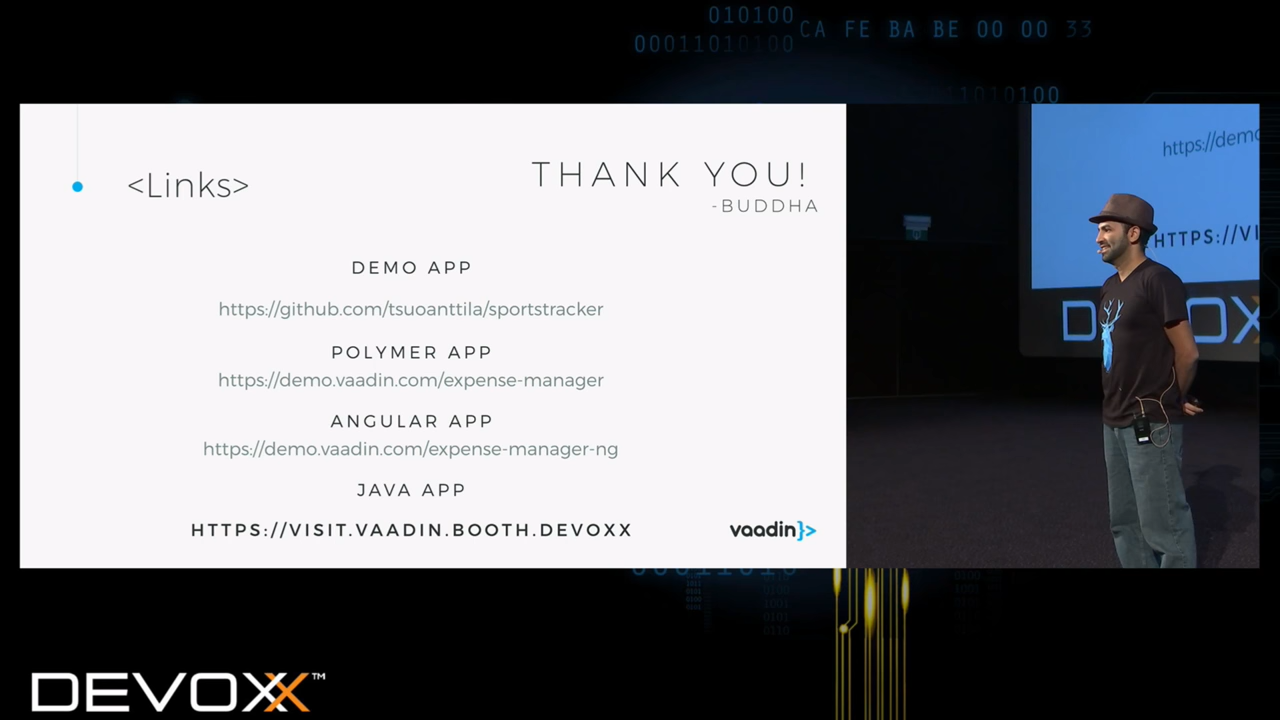 010100
00011010100
CA FE BA BE 00 00 33
1010100
<Links>
THANK YOU!
-BUDDHA
DEMO APP
https://github.com/tsuoanttila/sportstracker
POLYMER APP
https://demo.vaadin.com/expense-manager
ANGULAR APP
https://demo.vaadin.com/expense-manager-ng
JAVA APP
HTTPS://VISIT.VAADIN.BOOTH.DEVOXX
vaadin}>
https://demo
HTTPS://VI
DEVOXX™